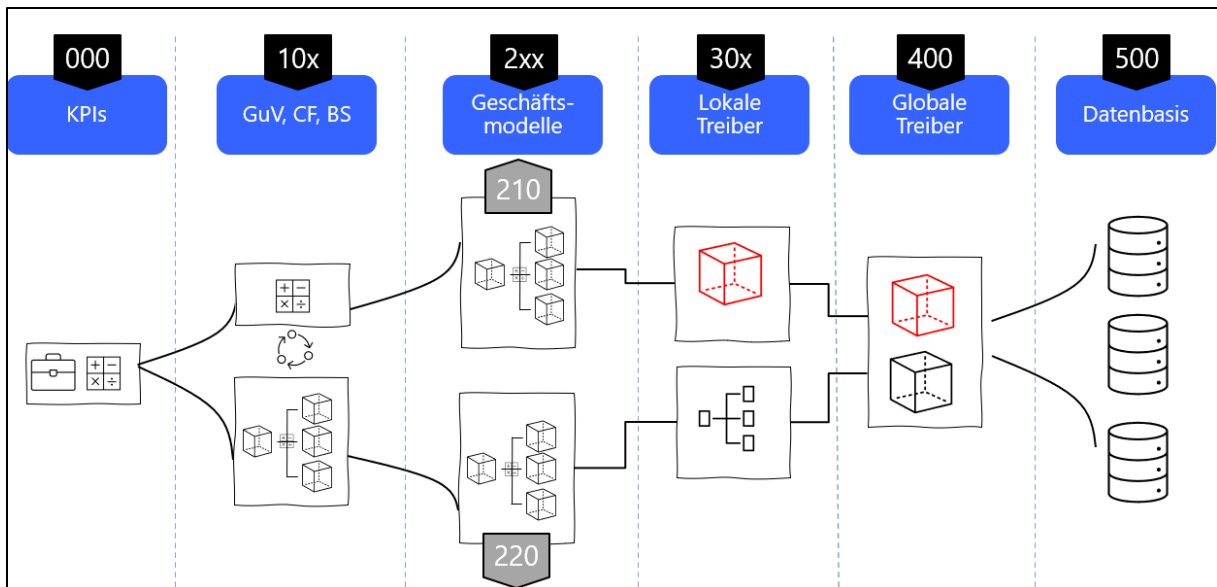 000
10x
2xx
30x
400
500
KPIs
GuV, CF, BS
Geschäfts-
modelle
Lokale
Treiber
Globale
Treiber
Datenbasis
210
220